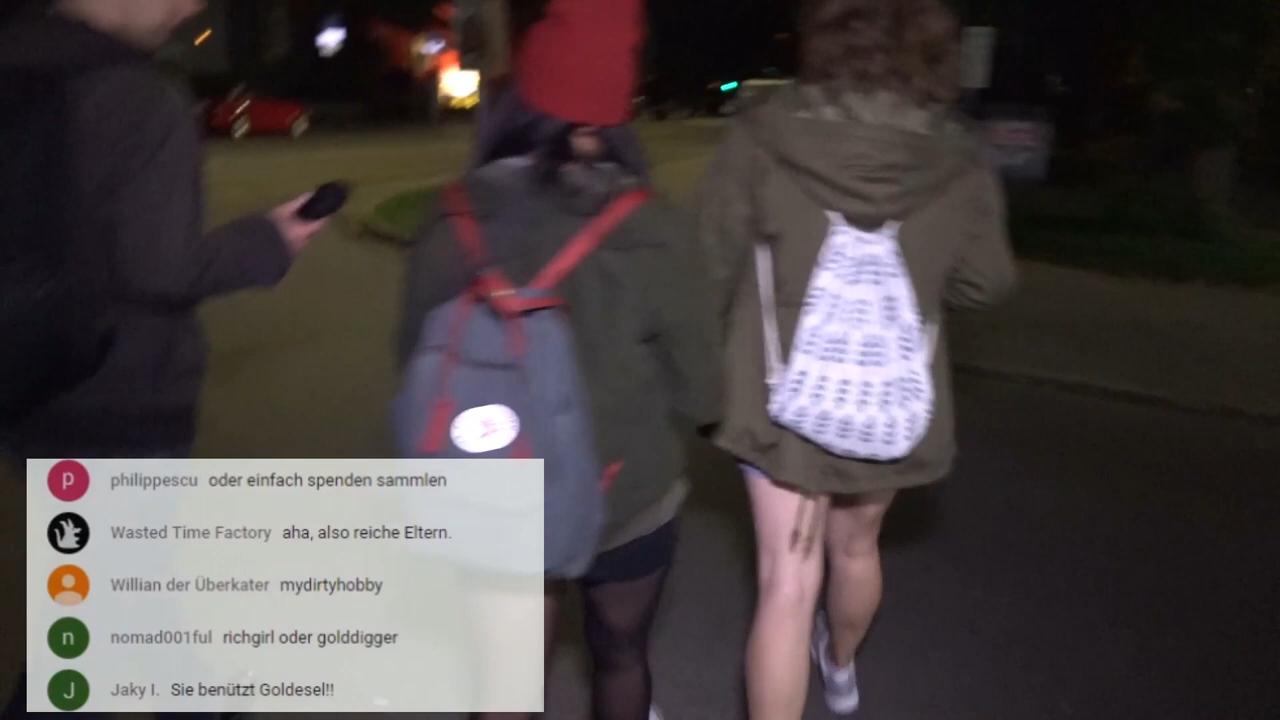 P
philippescu oder einfach spenden sammlen
Wasted Time Factory aha, also reiche Eltern.
Willian der Überkater mydirtyhobby
n
nomad001ful richgirl oder golddigger
J
Jaky I. Sie benützt Goldesel!!